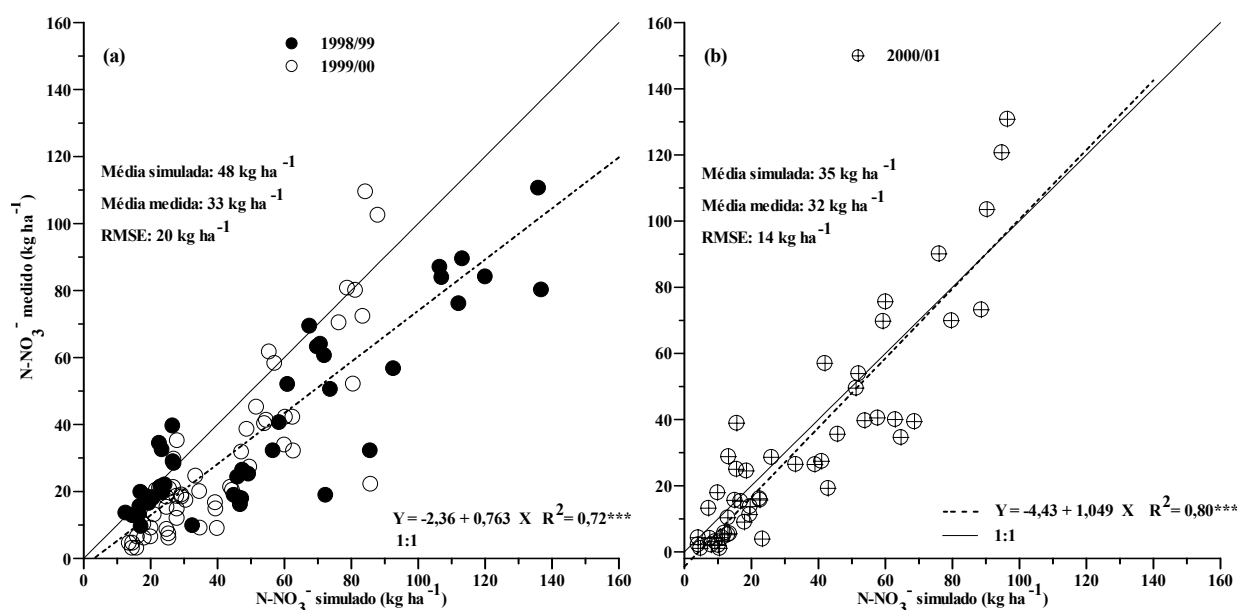 (a)
1998/99
1999/00
Média simulada: 48 kg ha⁻¹
Média medida: 33 kg ha⁻¹
RMSE: 20 kg ha⁻¹
Y = -2,36 + 0,763 X R² = 0,72***
1:1
N-NO₃⁻ medido (kg ha⁻¹)
160
140
120
100
80
60
40
20
0
0 20 40 60 80 100 120 140 160
N-NO₃⁻ simulado (kg ha⁻¹)
(b)
2000/01
Média simulada: 35 kg ha⁻¹
Média medida: 32 kg ha⁻¹
RMSE: 14 kg ha⁻¹
Y = -4,43 + 1,049 X R² = 0,80***
1:1
160
140
120
100
80
60
40
20
0
0 20 40 60 80 100 120 140 160
N-NO₃⁻ simulado (kg ha⁻¹)